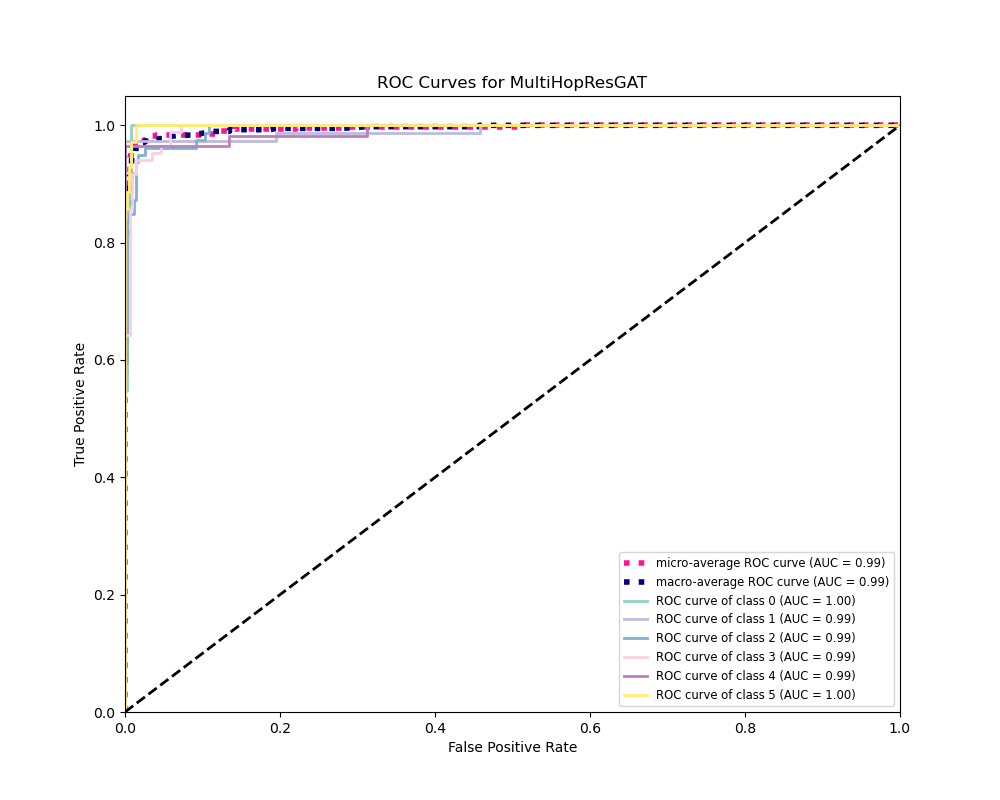 ROC Curves for MultiHopResGAT
True Positive Rate
1.0
0.8
0.6
0.4
0.2
0.0
0.0 0.2 0.4 0.6 0.8 1.0
False Positive Rate
micro-average ROC curve (AUC = 0.99)
macro-average ROC curve (AUC = 0.99)
ROC curve of class 0 (AUC = 1.00)
ROC curve of class 1 (AUC = 0.99)
ROC curve of class 2 (AUC = 0.99)
ROC curve of class 3 (AUC = 0.99)
ROC curve of class 4 (AUC = 0.99)
ROC curve of class 5 (AUC = 1.00)